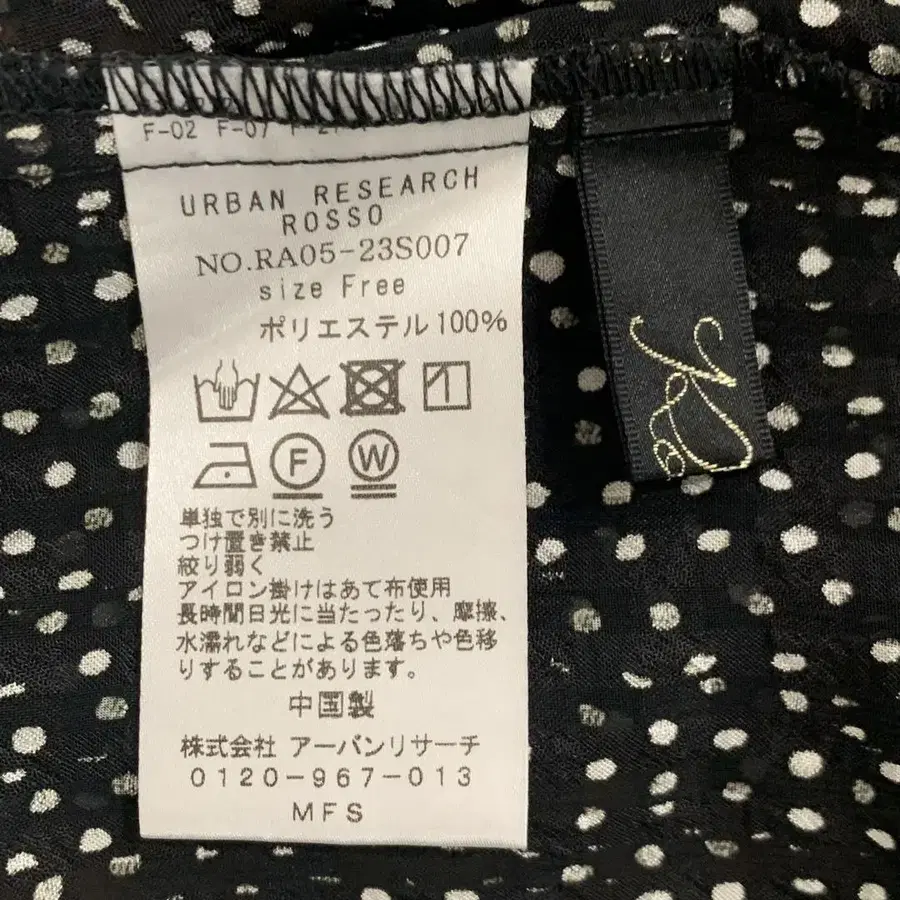 F-02 F-07
URBAN RESEARCH
ROSSO
NO.RA05-23S007
size Free
ポリエステル100%
F
W
単独で別に洗う
つけ置き禁止
絞り弱く
アイロン掛けはあて布使用
長時間日光に当たったり、摩擦、
水濡れなどによる色落ちや色移
りすることがあります。
中国製
株式会社 アーバンリサーチ
0120-967-013
MFS